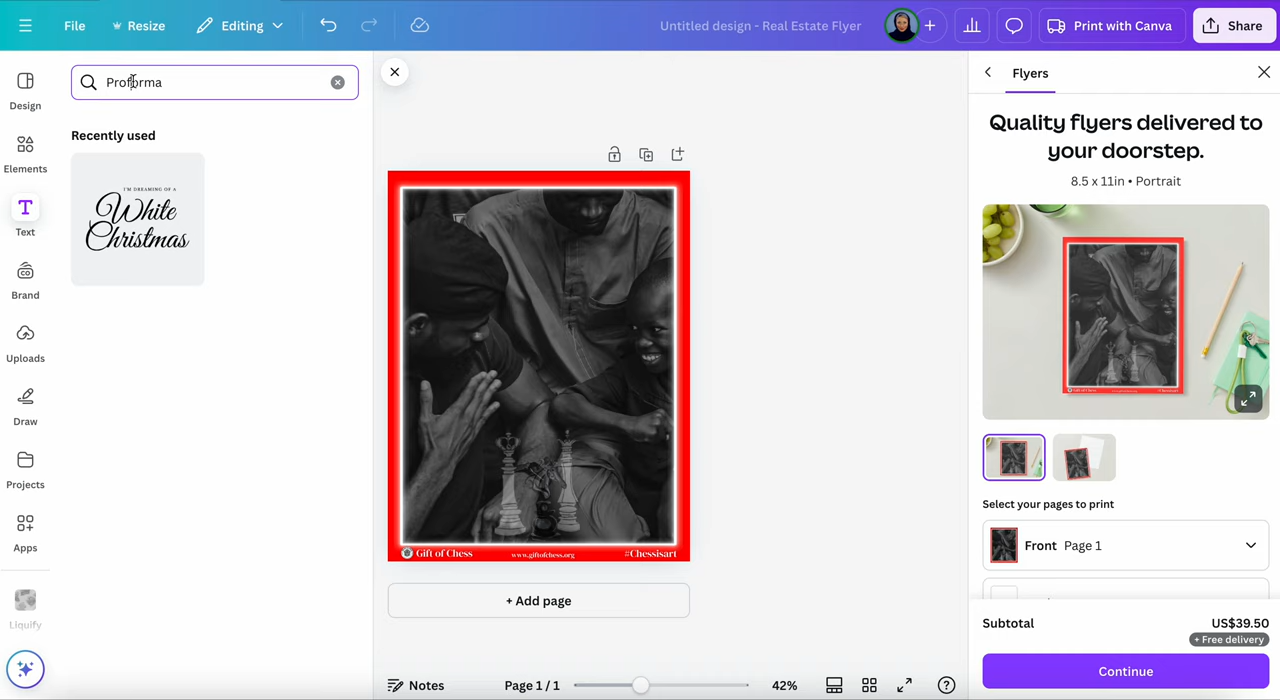 File
Resize
Editing
Untitled design - Real Estate Flyer
Print with Canva
Share
Design
Elements
Text
Brand
Uploads
Draw
Projects
Apps
Liquify
Proforma
Recently used
I'M DREAMING OF A
White
Christmas
Gift of Chess
www.giftofchess.org
#Chessisart
+ Add page
Notes
Page 1 / 1
42%
Flyers
Quality flyers delivered to
your doorstep.
8.5 x 11in • Portrait
Select your pages to print
Front Page 1
Subtotal
US$39.50
+ Free delivery
Continue